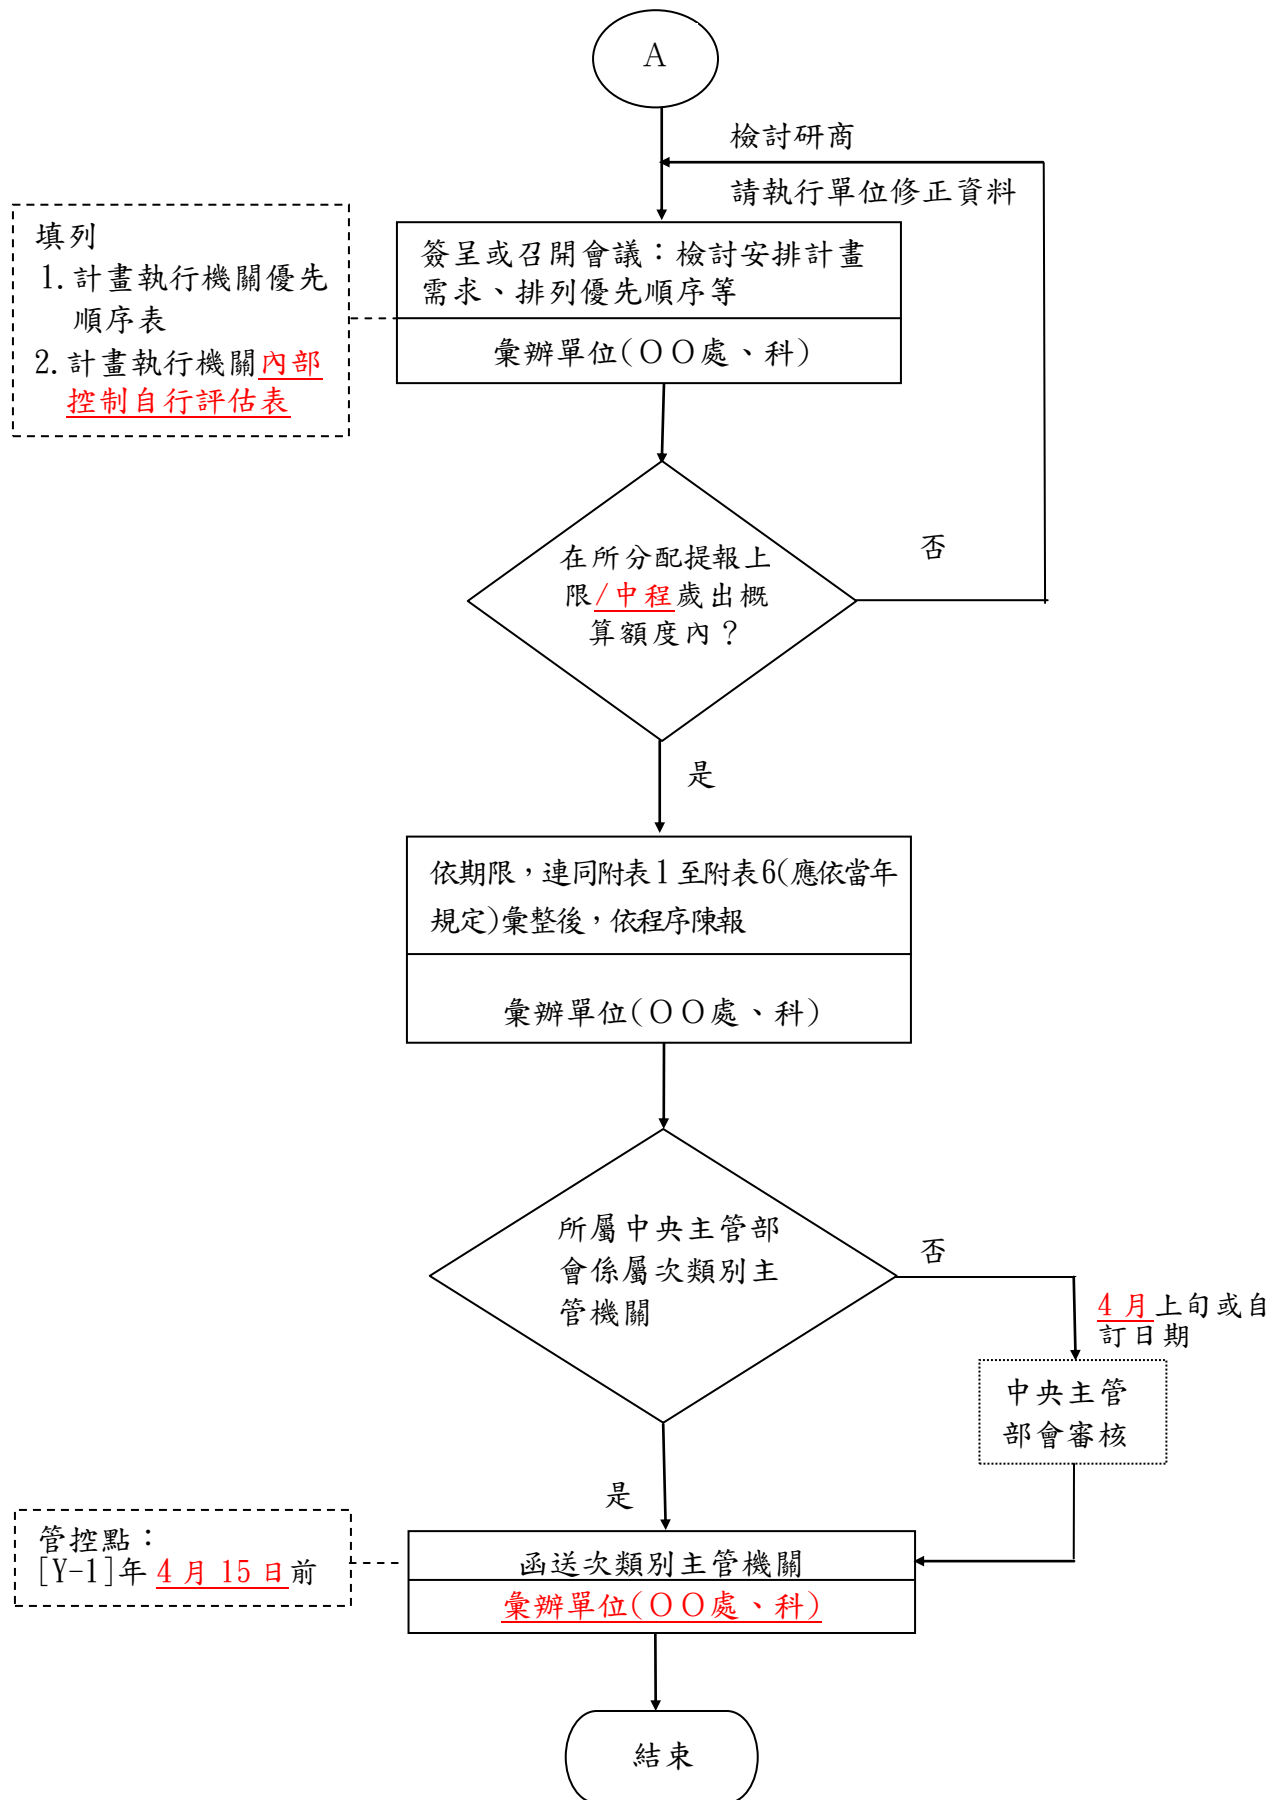 A
檢討研商
請執行單位修正資料
填列
1.計畫執行機關優先
順序表
2.計畫執行機關內部
控制自行評估表
簽呈或召開會議：檢討安排計畫
需求、排列優先順序等
彙辦單位(○○處、科)
在所分配提報上
限/中程歲出概
算額度內？
否
是
依期限，連同附表1至附表6(應依當年
規定)彙整後，依程序陳報
彙辦單位(○○處、科)
所屬中央主管部
會係屬次類別主
管機關
否
4月上旬或自
訂日期
中央主管
部會審核
是
管控點：
[Y-1]年4月15日前
函送次類別主管機關
彙辦單位(○○處、科)
結束